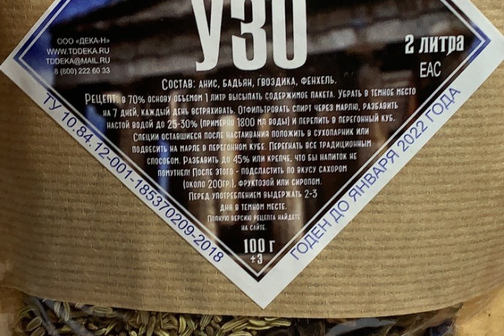 УЗО
ООО «ДЕКА-Н»
WWW.TDDEKA.RU
TDDEKA@MAIL.RU
8 (800) 222 60 33
2 литра
ЕАС
Состав: анис, бадьян, гвоздика, фенхель.
Рецепт: в 70% основу объемом 1 литр высыпать содержимое пакета. Убрать в темное место
на 7 дней, каждый день встряхивать. Отфильтровать спирт через марлю, разбавить
настой водой до 25-30% (примерно 1800 мл воды) и перелить в перегонный куб.
Специи оставшиеся после настаивания положить в сухопарник или
подвесить на марле в перегонном кубе. Перегнать все традиционным
способом. Разбавить до 45% или крепче, что бы напиток не
помутнел! После этого - подсластить по вкусу сахаром
(около 200гр.), фруктозой или сиропом.
Перед употреблением выдержать 2-3
дня в темном месте.
Полную версию рецепта найдете
на сайте.
100 г
±3
ТУ 10.84.12-001-185370209-2018
ГОДЕН ДО ЯНВАРЯ 2022 ГОДА